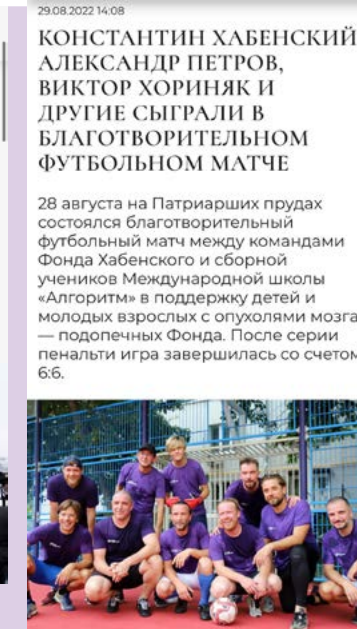 29.08.2022 14:08
КОНСТАНТИН ХАБЕНСКИЙ
АЛЕКСАНДР ПЕТРОВ,
ВИКТОР ХОРИНЯК И
ДРУГИЕ СЫГРАЛИ В
БЛАГОТВОРИТЕЛЬНОМ
ФУТБОЛЬНОМ МАТЧЕ
28 августа на Патриарших прудах
состоялся благотворительный
футбольный матч между командами
Фонда Хабенского и сборной
учеников Международной школы
«Алгоритм» в поддержку детей и
молодых взрослых с опухолями мозга
— подопечных Фонда. После серии
пенальти игра завершилась со счетом
6:6.